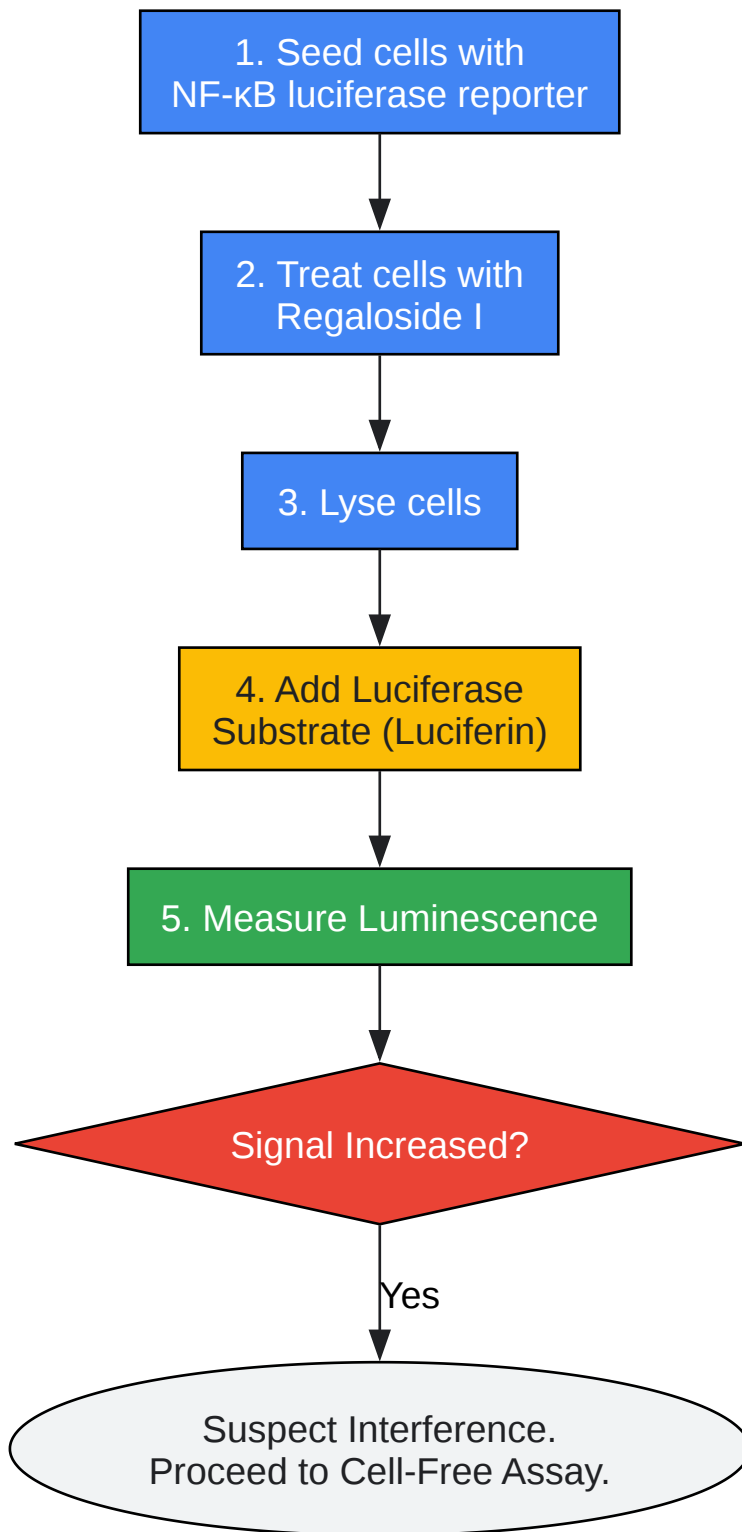 1. Seed cells with
NF-κB luciferase reporter
2. Treat cells with
Regaloside I
3. Lyse cells
4. Add Luciferase
Substrate (Luciferin)
5. Measure Luminescence
Signal Increased?
Yes
Suspect Interference.
Proceed to Cell-Free Assay.